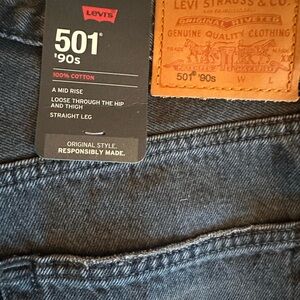 Levi's
501®
'90s
100% COTTON
A MID RISE
LOOSE THROUGH THE HIP
AND THIGH
STRAIGHT LEG
ORIGINAL STYLE.
RESPONSIBLY MADE.
LEVI STRAUSS & CO.
ORIGINAL RIVETED
GENUINE QUALITY CLOTHING
501® '90s
W
L